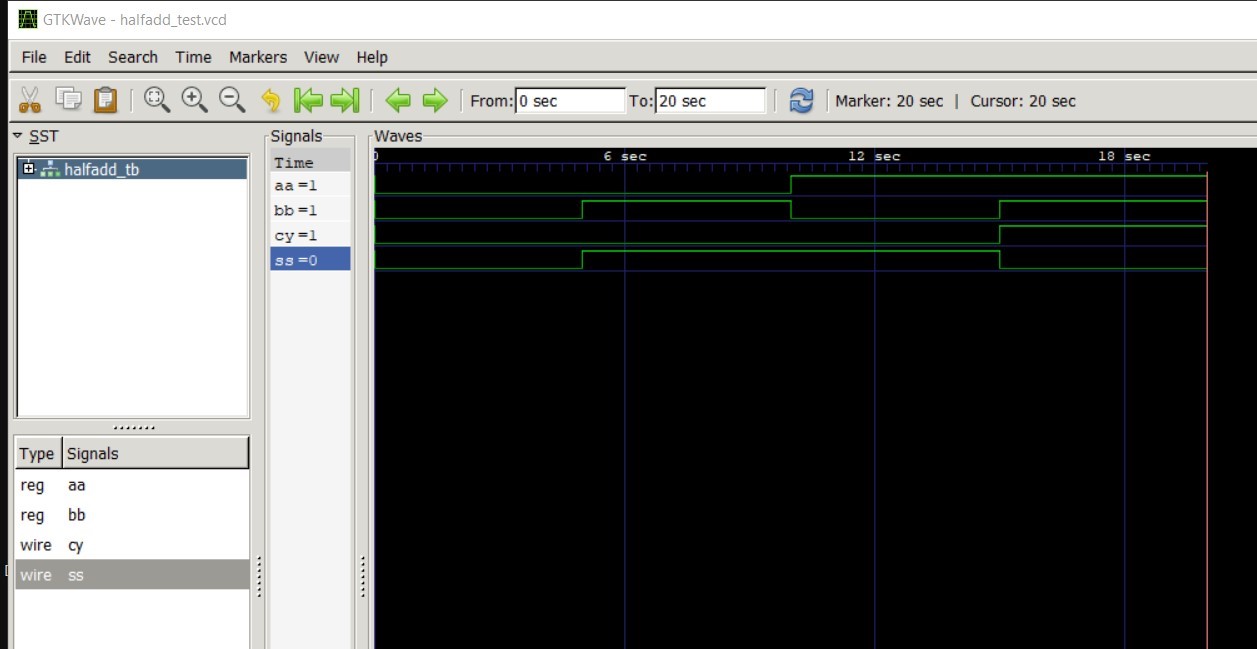 GTKWave - halfadd_test.vcd
File Edit Search Time Markers View Help
From: 0 sec To: 20 sec Marker: 20 sec | Cursor: 20 sec
SST
halfadd_tb
Type Signals
reg aa
reg bb
wire cy
wire ss
Signals
Time
aa =1
bb =1
cy =1
ss =0
Waves
0 6 sec 12 sec 18 sec